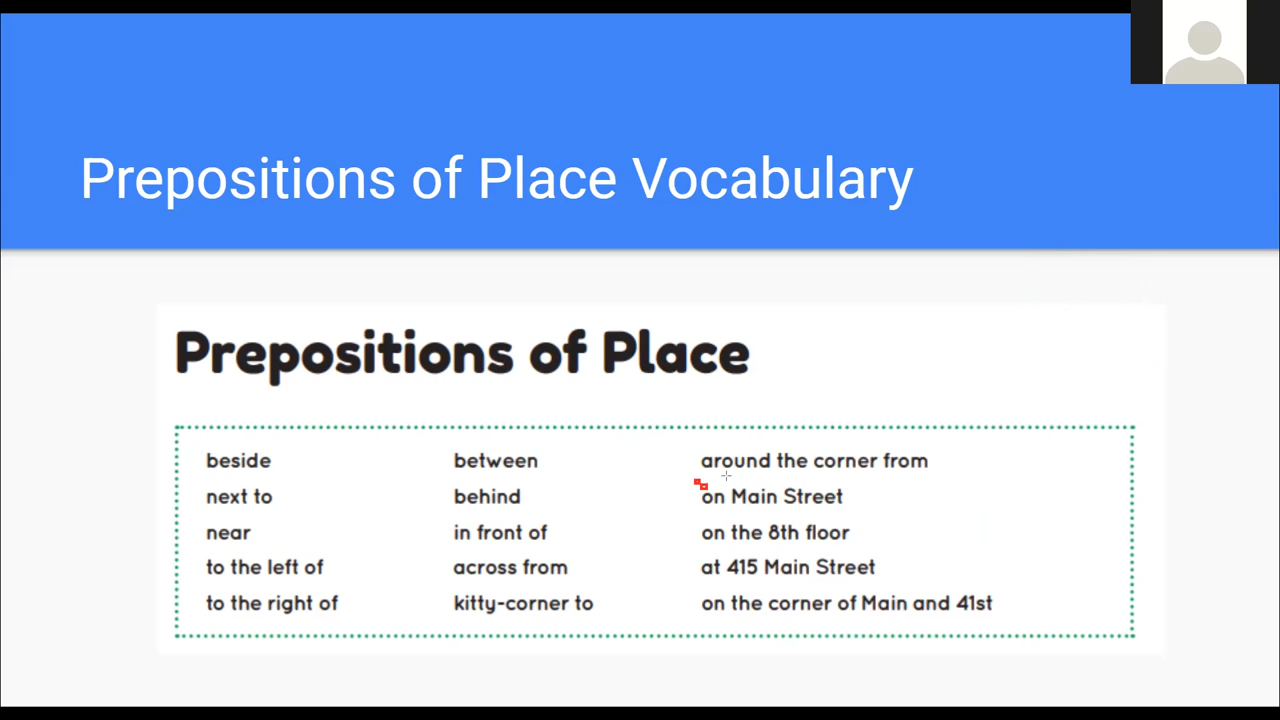 Prepositions of Place Vocabulary
Prepositions of Place
beside
next to
near
to the left of
to the right of
between
behind
in front of
across from
kitty-corner to
around the corner from
on Main Street
on the 8th floor
at 415 Main Street
on the corner of Main and 41st